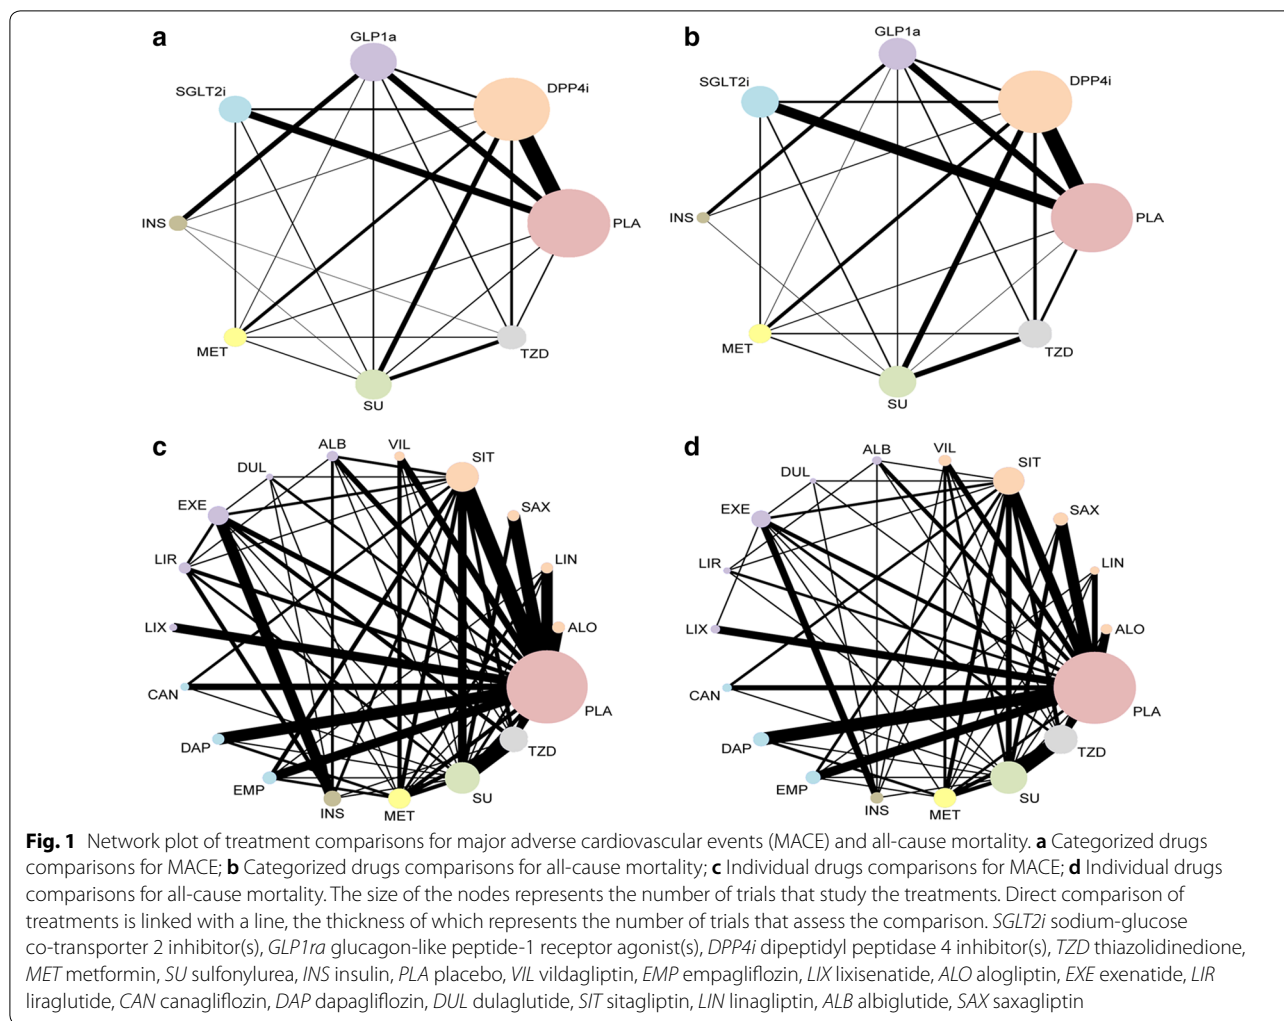 a
GLP1a
DPP4i
SGLT2i
PLA
INS
MET
TZD
SU
b
GLP1a
DPP4i
SGLT2i
PLA
INS
MET
TZD
SU
c
ALB
VIL
SIT
DUL
SAX
EXE
LIN
LIR
ALO
LIX
CAN
PLA
DAP
TZD
EMP
SU
INS
MET
d
ALB
VIL
SIT
DUL
SAX
EXE
LIN
LIR
ALO
LIX
CAN
PLA
DAP
TZD
EMP
SU
INS
MET
Fig. 1 Network plot of treatment comparisons for major adverse cardiovascular events (MACE) and all-cause mortality. a Categorized drugs
comparisons for MACE; b Categorized drugs comparisons for all-cause mortality; c Individual drugs comparisons for MACE; d Individual drugs
comparisons for all-cause mortality. The size of the nodes represents the number of trials that study the treatments. Direct comparison of
treatments is linked with a line, the thickness of which represents the number of trials that assess the comparison. SGLT2i sodium-glucose
co-transporter 2 inhibitor(s), GLP1ra glucagon-like peptide-1 receptor agonist(s), DPP4i dipeptidyl peptidase 4 inhibitor(s), TZD thiazolidinedione,
MET metformin, SU sulfonylurea, INS insulin, PLA placebo, VIL vildagliptin, EMP empagliflozin, LIX lixisenatide, ALO alogliptin, EXE exenatide, LIR
liraglutide, CAN canagliflozin, DAP dapagliflozin, DUL dulaglutide, SIT sitagliptin, LIN linagliptin, ALB albiglutide, SAX saxagliptin